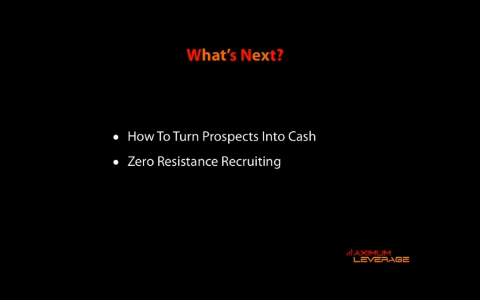 What's Next?
● How To Turn Prospects Into Cash
● Zero Resistance Recruiting
MAXIMUM
LEVERAGE